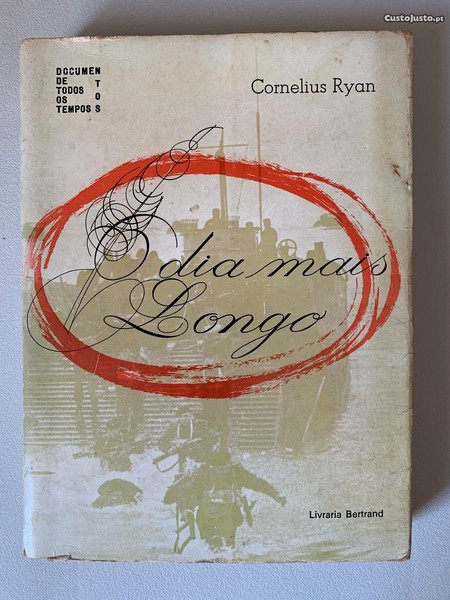 CustoJusto.pt
DOCUMEN
DE T
TODOS O
OS
TEMPOS S
Cornelius Ryan
O dia mais
Longo
Livraria Bertrand